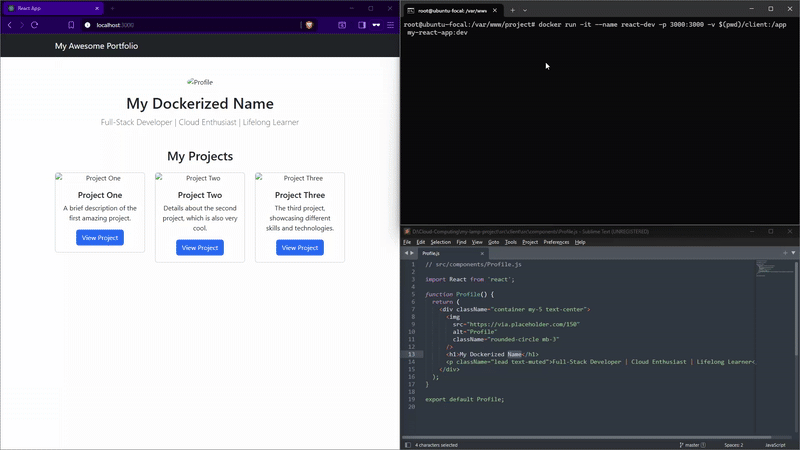 React App
localhost:3000
My Awesome Portfolio
Profile
My Dockerized Name
Full-Stack Developer | Cloud Enthusiast | Lifelong Learner
My Projects
Project One
Project One
A brief description of the
first amazing project.
View Project
Project Two
Project Two
Details about the second
project, which is also very
cool.
View Project
Project Three
Project Three
The third project,
showcasing different
skills and technologies.
View Project
root@ubuntu-focal: /var/www
root@ubuntu-focal:/var/www/project# docker run -it --name react-dev -p 3000:3000 -v $(pwd)/client:/app
my-react-app:dev
D:\Cloud-Computing\my-lamp-project\src\client\src\components\Profile.js - Sublime Text (UNREGISTERED)
File Edit Selection Find View Goto Tools Project Preferences Help
Profile.js
1 // src/components/Profile.js
2
3 import React from 'react';
4
5 function Profile() {
6 return (
7 <div className="container my-5 text-center">
8 <img
9 src="https://via.placeholder.com/150"
10 alt="Profile"
11 className="rounded-circle mb-3"
12 />
13 <h1>My Dockerized Name</h1>
14 <p className="lead text-muted">Full-Stack Developer | Cloud Enthusiast | Lifelong Learner<
15 </div>
16 );
17 }
18
19 export default Profile;
20
4 characters selected
master
Spaces: 2
JavaScript